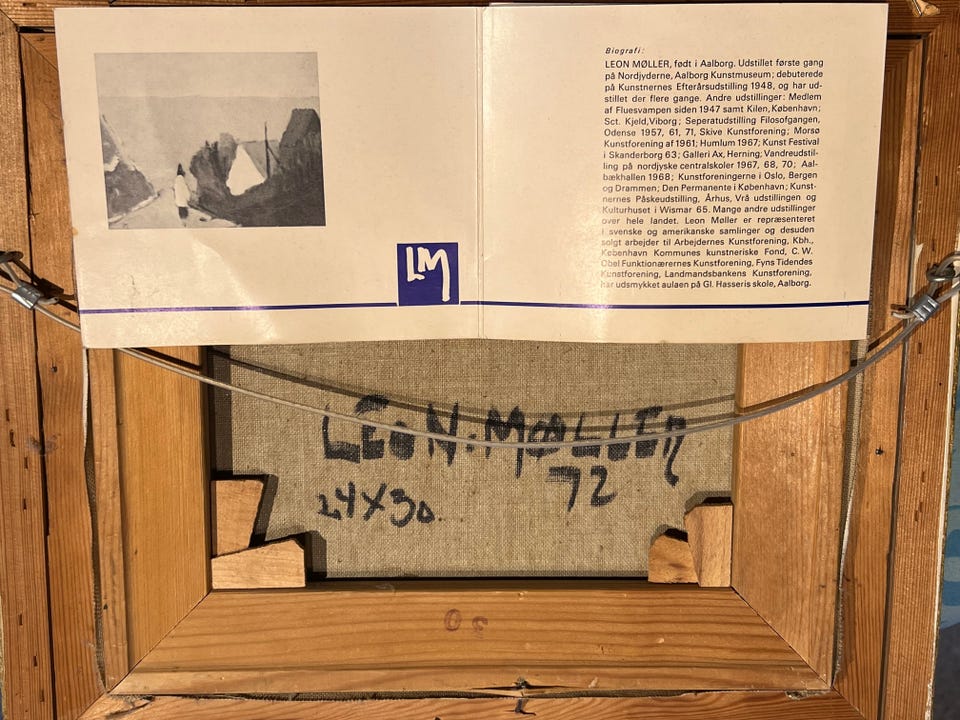 Biografi:
LEON MØLLER, født i Aalborg. Udstillet første gang
på Nordjyderne, Aalborg Kunstmuseum; debuterede
på Kunstnernes Efterårsudstilling 1948, og har ud-
stillet der flere gange. Andre udstillinger: Medlem
af Fluesvampen siden 1947 samt Kilen, København;
Sct. Kjeld, Viborg; Seperatudstilling Filosofgangen,
Odense 1957, 61, 71, Skive Kunstforening; Morsø
Kunstforening af 1961; Humlum 1967; Kunst Festival
i Skanderborg 63; Galleri Ax, Herning; Vandreudstil-
ling på nordjyske centralskoler 1967, 68, 70; Aal-
bækhallen 1968; Kunstforeningerne i Oslo, Bergen
og Drammen; Den Permanente i København; Kunst-
nernes Påskeudstilling, Århus, Vrå udstillingen og
Kulturhuset i Wismar 65. Mange andre udstillinger
over hele landet. Leon Møller er repræsenteret
i svenske og amerikanske samlinger og desuden
solgt arbejder til Arbejdernes Kunstforening, Kbh.,
København Kommunes kunstneriske Fond, C. W.
Obel Funktionærernes Kunstforening, Fyns Tidendes
Kunstforening, Landmandsbankens Kunstforening,
har udsmykket aulaen på Gl. Hasseris skole, Aalborg.
LM
LEON. MØLLER
72
24X30
30